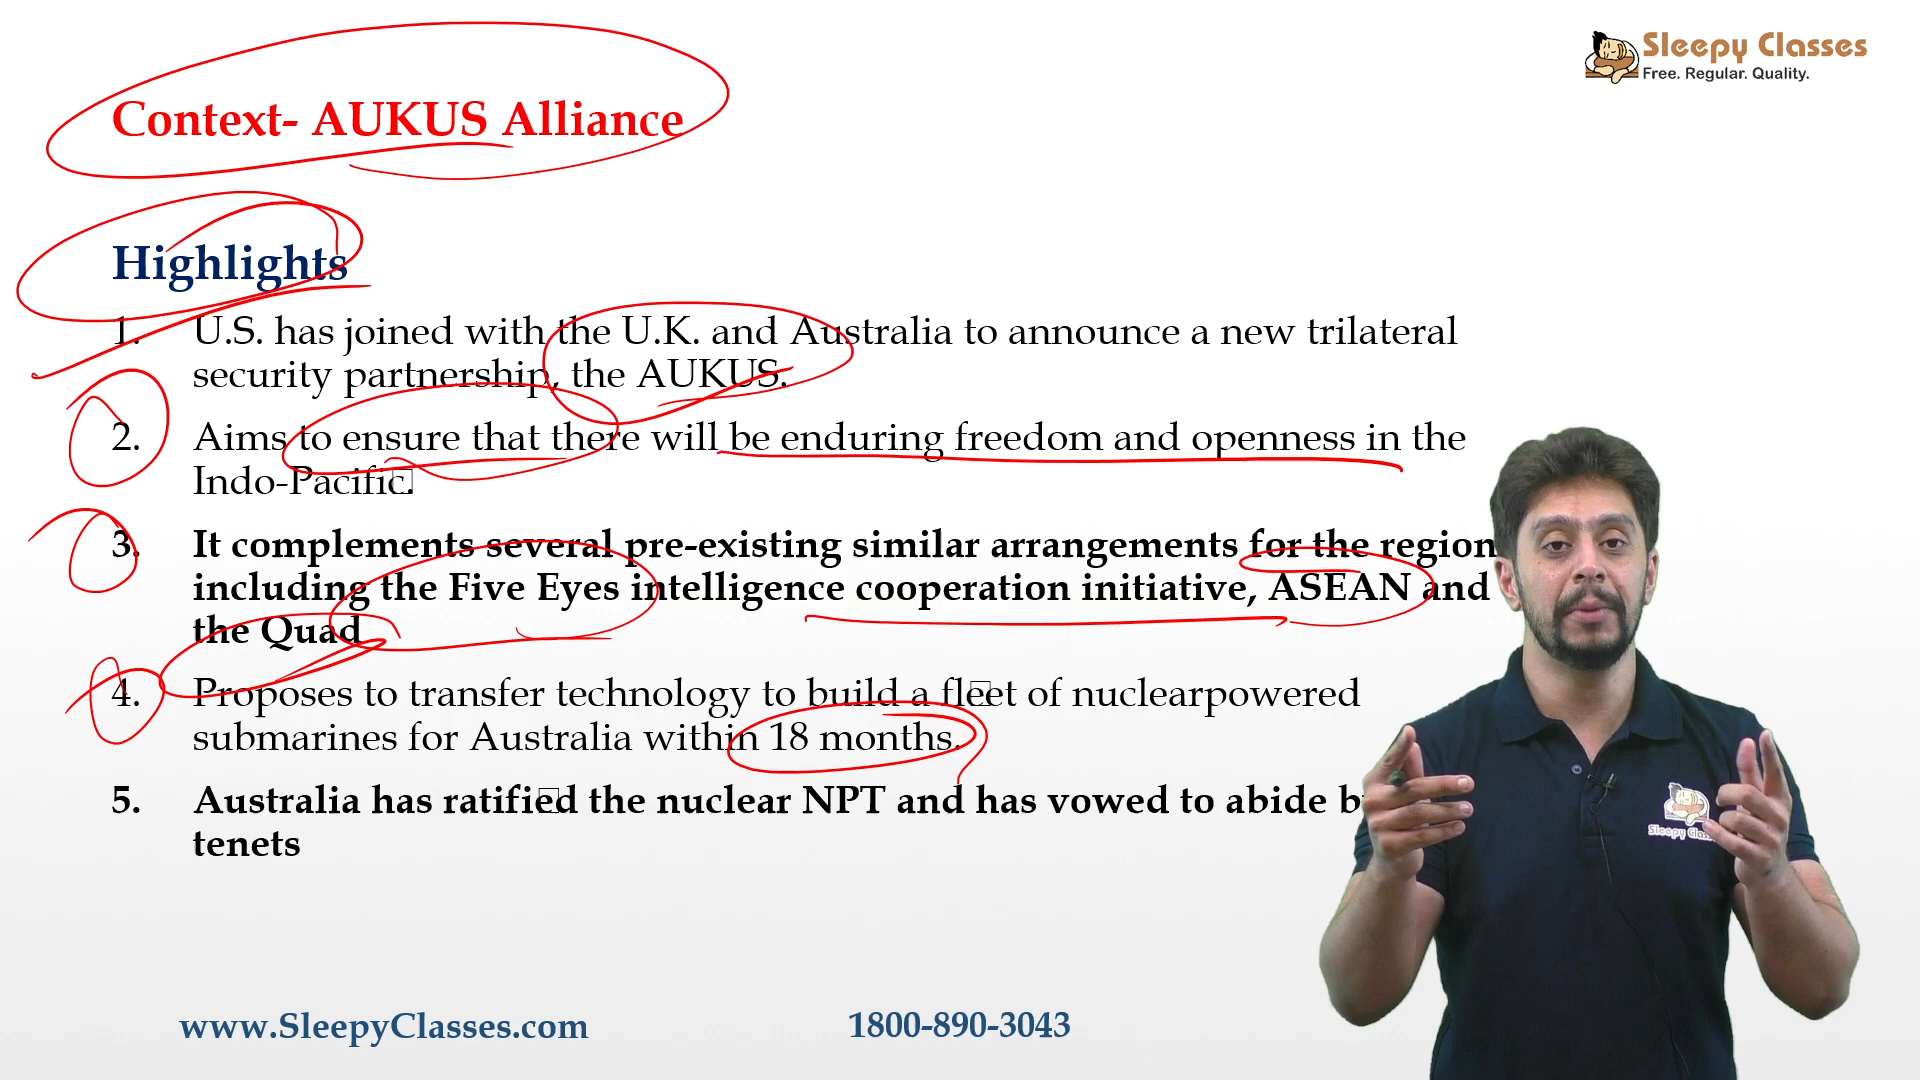 Sleepy Classes
Free. Regular. Quality.
Context- AUKUS Alliance
Highlights
1. U.S. has joined with the U.K. and Australia to announce a new trilateral
security partnership, the AUKUS.
2. Aims to ensure that there will be enduring freedom and openness in the
Indo-Pacific.
3. It complements several pre-existing similar arrangements for the region
including the Five Eyes intelligence cooperation initiative, ASEAN and
the Quad
4. Proposes to transfer technology to build a fleet of nuclearpowered
submarines for Australia within 18 months.
5. Australia has ratified the nuclear NPT and has vowed to abide
tenets
Sleepy
www.SleepyClasses.com
1800-890-3043